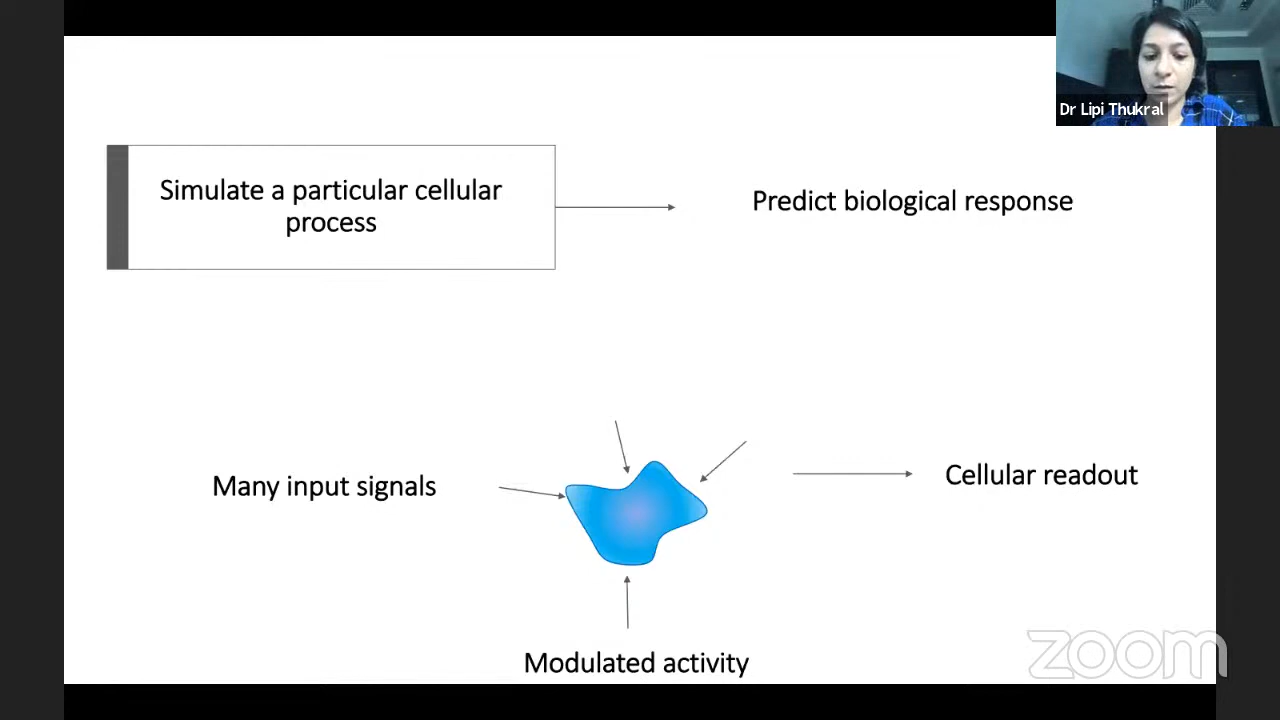 Dr Lipi Thukral
Simulate a particular cellular
process
Predict biological response
Many input signals
Cellular readout
Modulated activity
zoom